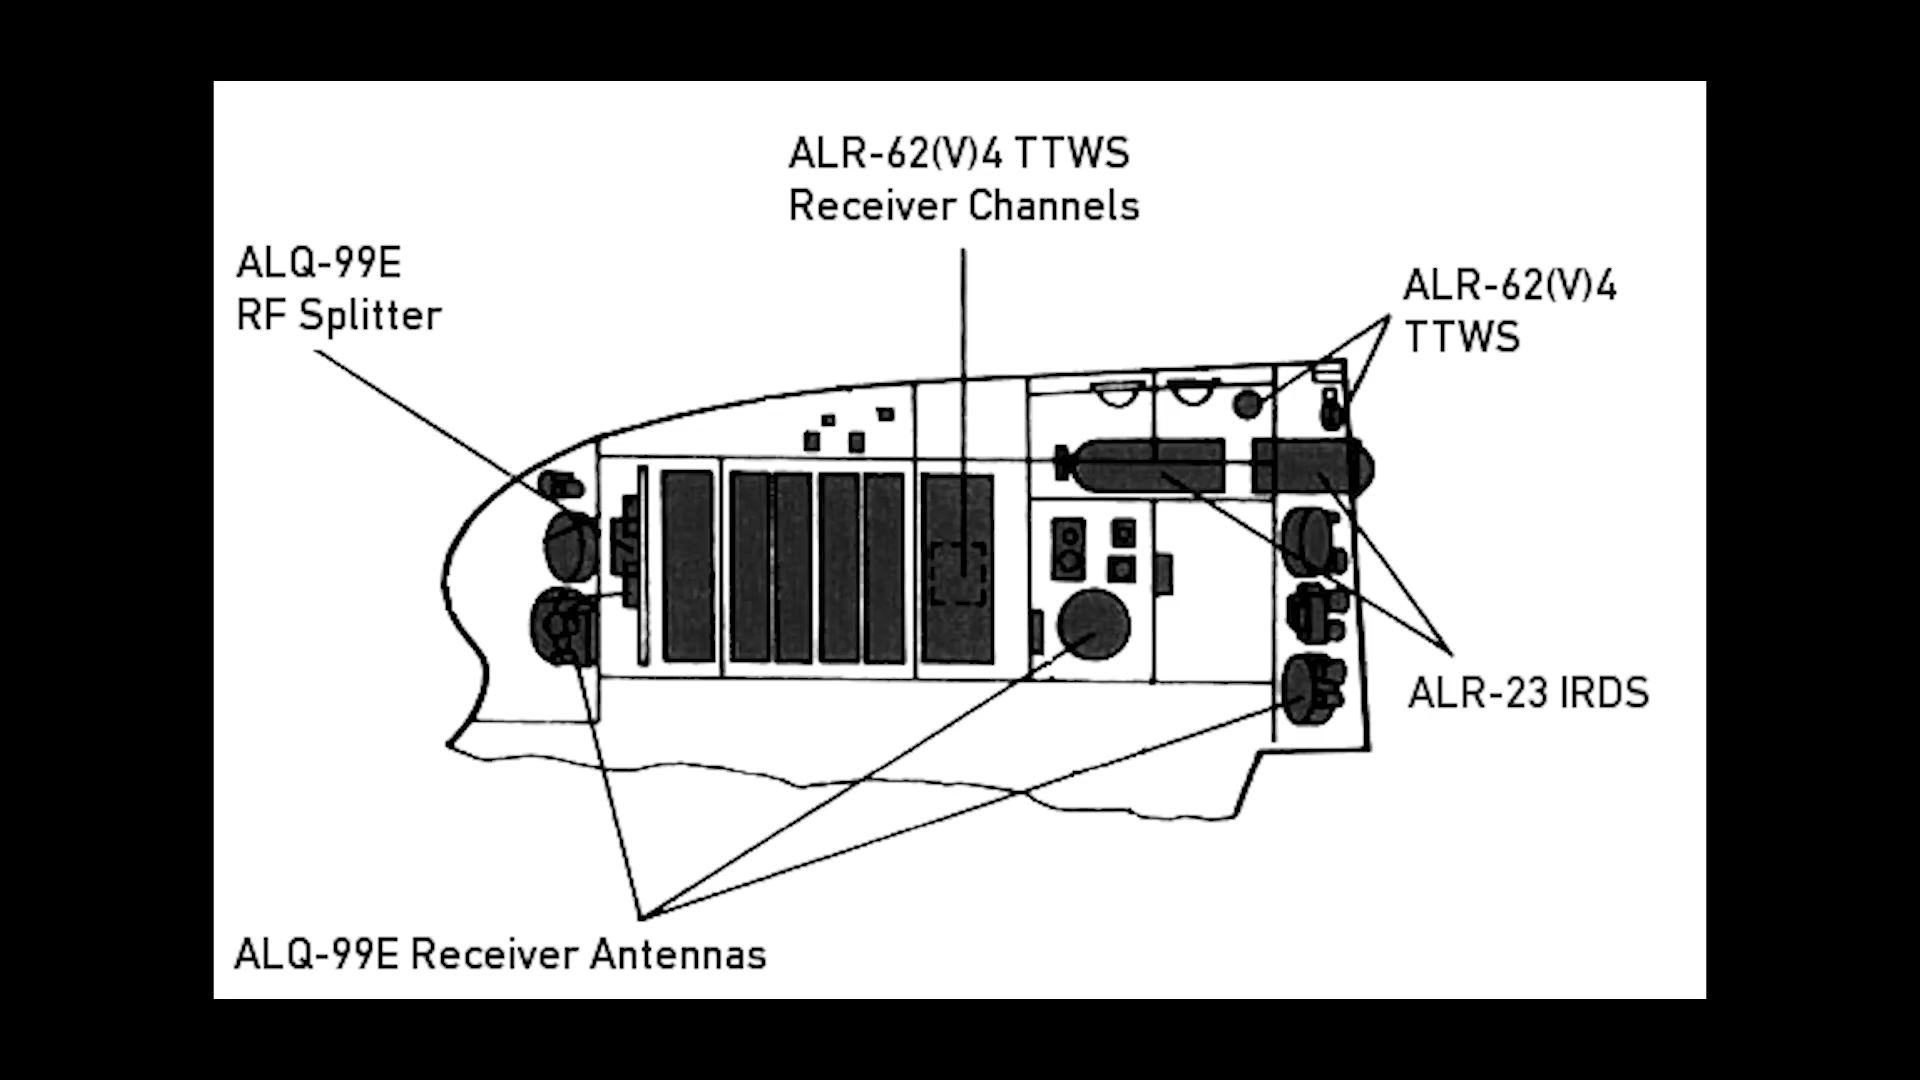 ALR-62(V)4 TTWS
Receiver Channels
ALQ-99E
RF Splitter
ALR-62(V)4
TTWS
ALR-23 IRDS
ALQ-99E Receiver Antennas